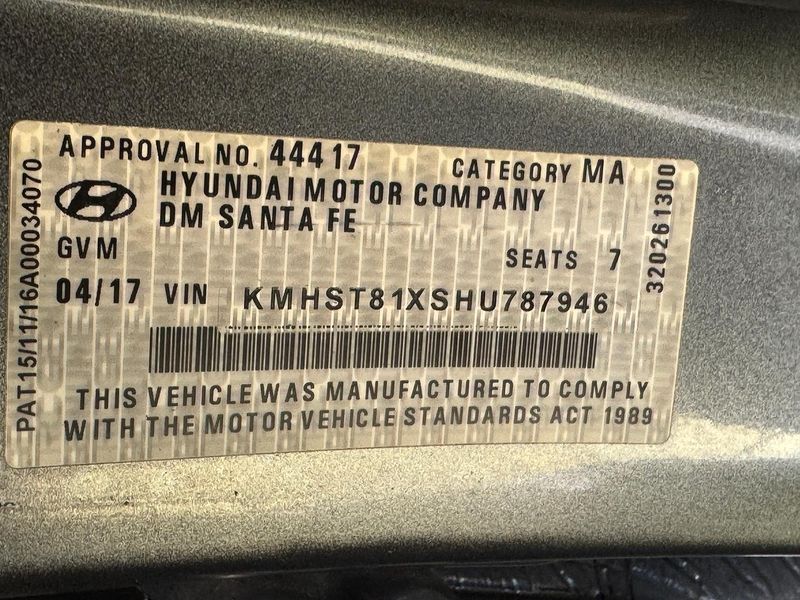 APPROVAL NO. 44417 CATEGORY MA
HYUNDAI MOTOR COMPANY
DM SANTA FE
GVM SEATS 7
04/17 VIN KMHST81XSHU787946
THIS VEHICLE WAS MANUFACTURED TO COMPLY
WITH THE MOTOR VEHICLE STANDARDS ACT 1989
PAT15/11/16A00034070
320261300